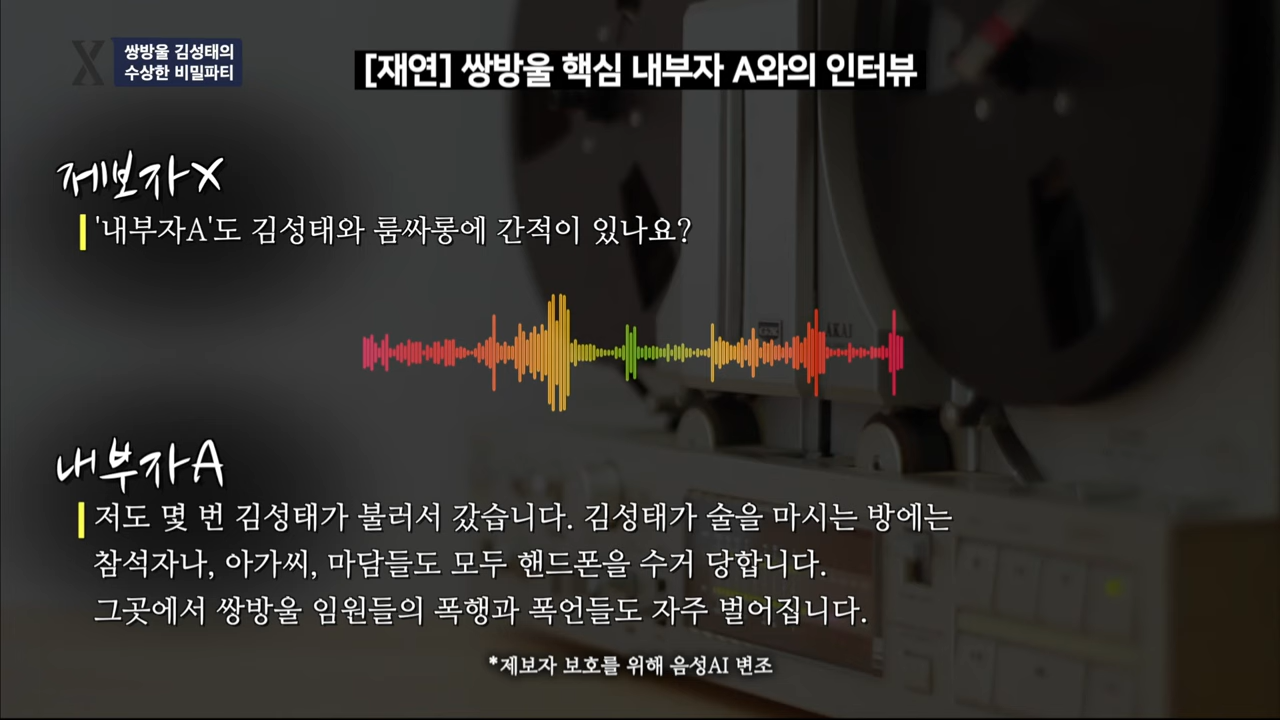 X
쌍방울 김성태의
수상한 비밀파티
[재연] 쌍방울 핵심 내부자 A와의 인터뷰
제보자X
'내부자A'도 김성태와 룸싸롱에 간적이 있나요?
GX
AKAI
내부자A
저도 몇 번 김성태가 불러서 갔습니다. 김성태가 술을 마시는 방에는
참석자나, 아가씨, 마담들도 모두 핸드폰을 수거 당합니다.
그곳에서 쌍방울 임원들의 폭행과 폭언들도 자주 벌어집니다.
*제보자 보호를 위해 음성AI 변조